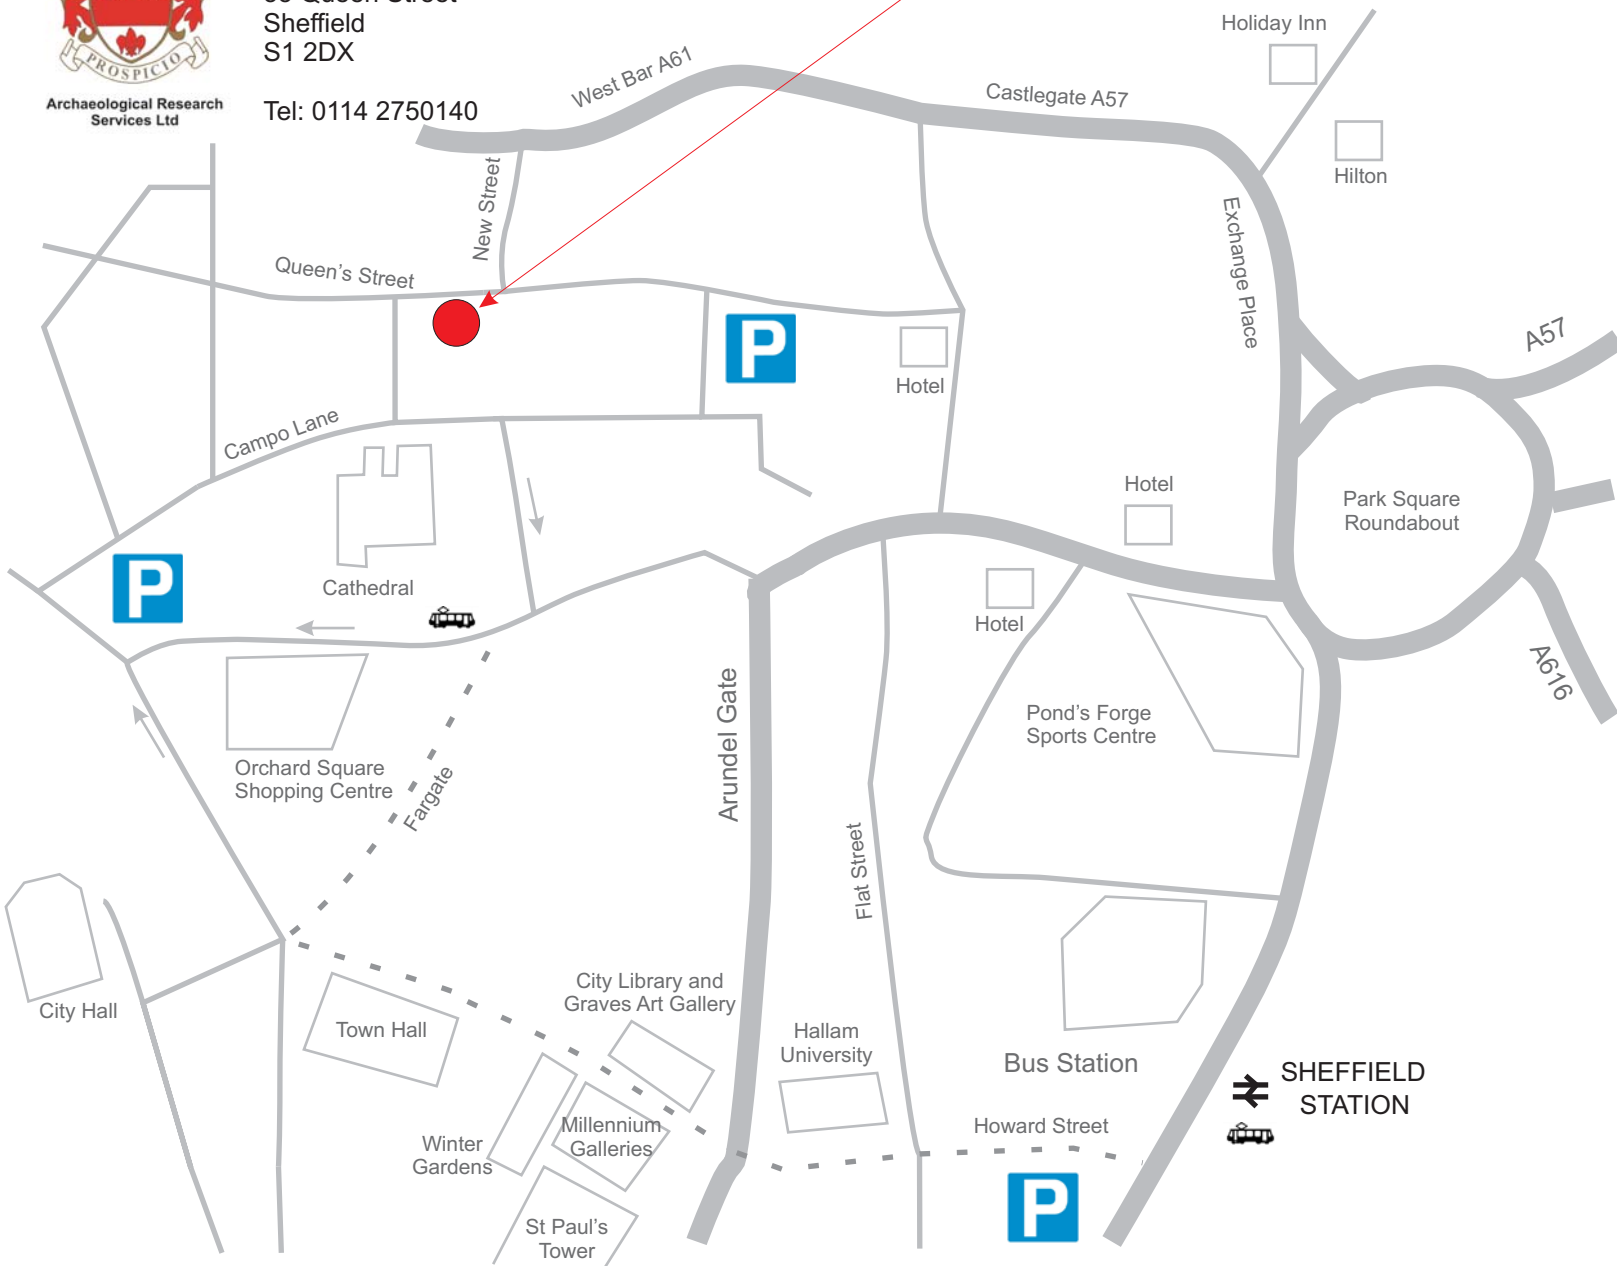 Sheffield
S1 2DX
Tel: 0114 2750140
PROSPICIO
Archaeological Research
Services Ltd
West Bar A61
Castlegate A57
Holiday Inn
Hilton
New Street
Queen's Street
Exchange Place
A57
P
Hotel
Campo Lane
Hotel
Park Square
Roundabout
P
Cathedral
Hotel
A616
Arundel Gate
Pond's Forge
Sports Centre
Orchard Square
Shopping Centre
Fargate
Flat Street
City Hall
Town Hall
City Library and
Graves Art Gallery
Hallam
University
Bus Station
SHEFFIELD
STATION
Winter
Gardens
Millennium
Galleries
Howard Street
P
St Paul's
Tower